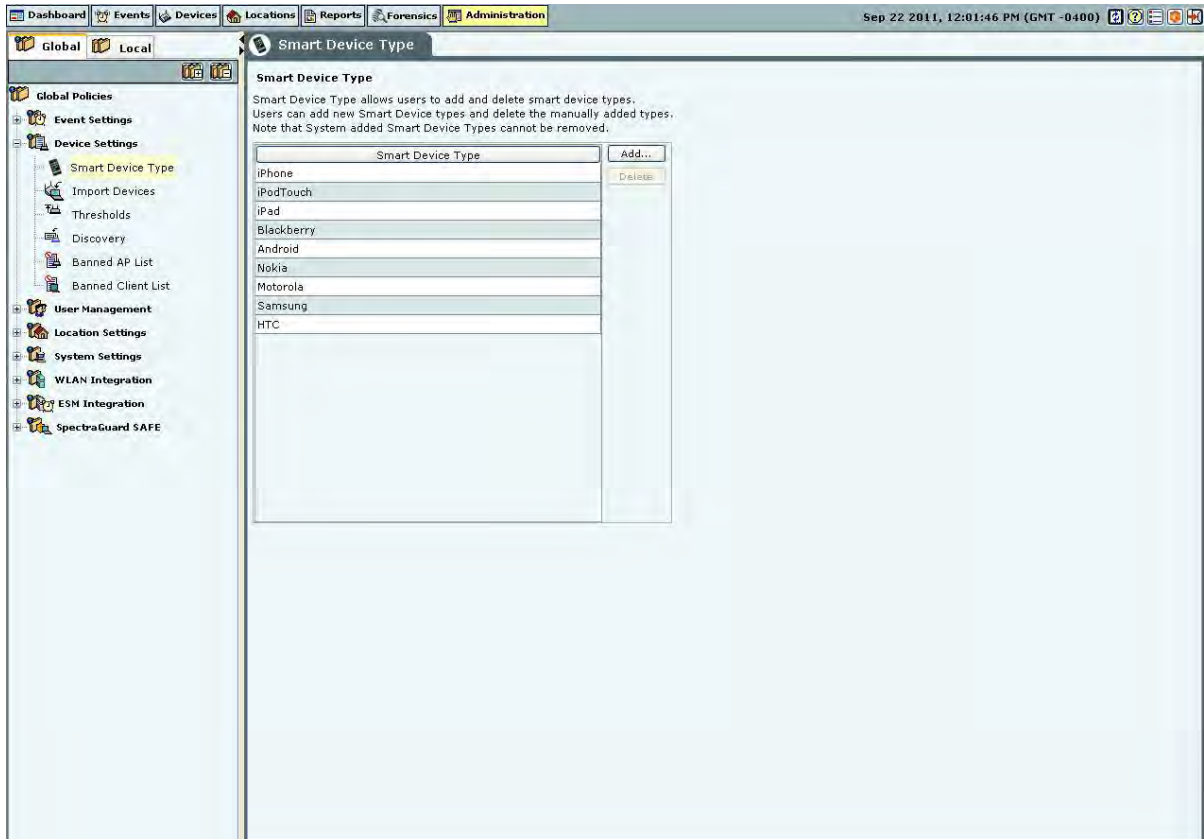 Dashboard Events Devices Locations Reports Forensics Administration Sep 22 2011, 12:01:46 PM (GMT -0400)
Global Local
Smart Device Type
Global Policies
Event Settings
Device Settings
Smart Device Type
Import Devices
Thresholds
Discovery
Banned AP List
Banned Client List
User Management
Location Settings
System Settings
WLAN Integration
ESM Integration
SpectraGuard SAFE
Smart Device Type
Smart Device Type allows users to add and delete smart device types.
Users can add new Smart Device types and delete the manually added types.
Note that System added Smart Device Types cannot be removed.
Smart Device Type
Add...
Delete
iPhone
iPodTouch
iPad
Blackberry
Android
Nokia
Motorola
Samsung
HTC